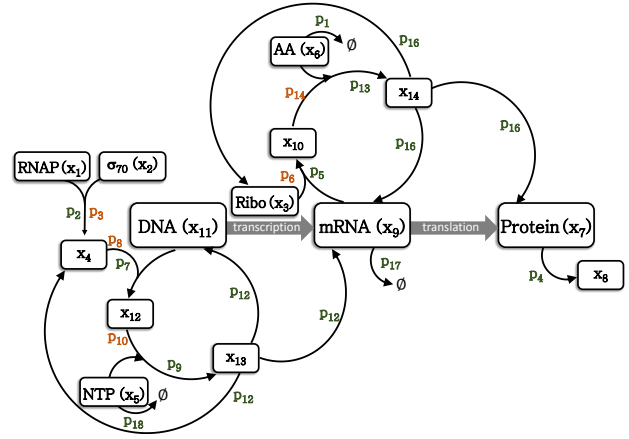 p₁
p₁₆
AA (x₆)
∅
p₁₄
p₁₃
x₁₄
p₁₆
p₁₆
x₁₀
RNAP (x₁)
σ₇₀ (x₂)
p₆
p₅
p₂
p₃
Ribo (x₃)
DNA (x₁₁)
transcription
mRNA (x₉)
translation
Protein (x₇)
p₈
x₄
p₇
p₁₇
p₄
x₈
∅
p₁₂
x₁₂
p₁₂
p₁₀
p₉
x₁₃
NTP (x₅)
∅
p₁₂
p₁₈